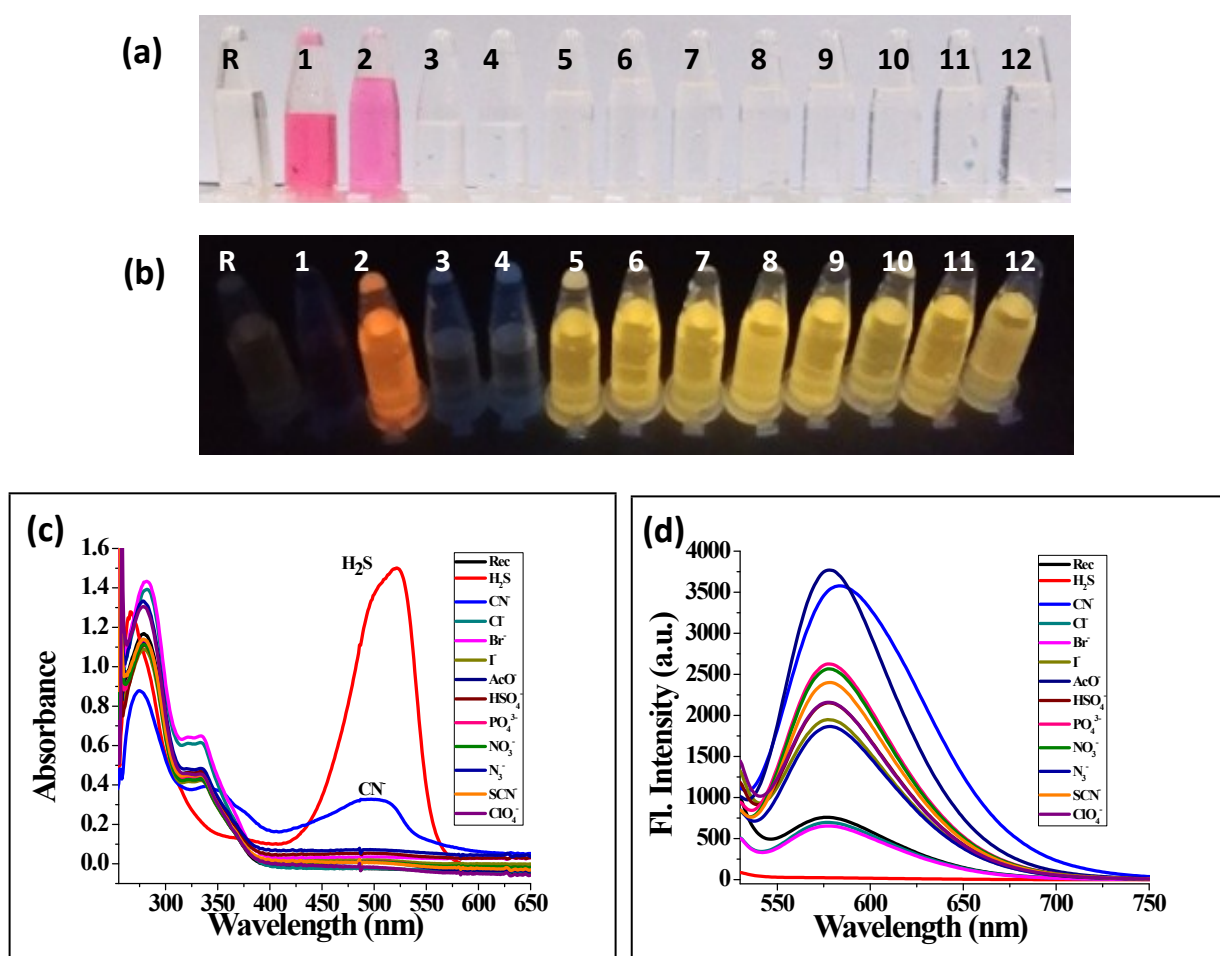 (a)
R 1 2 3 4 5 6 7 8 9 10 11 12
(b)
R 1 2 3 4 5 6 7 8 9 10 11 12
(c)
1.6
1.4
1.2
1.0
0.8
0.6
0.4
0.2
0.0
Absorbance
300 350 400 450 500 550 600 650
Wavelength (nm)
H₂S
CN⁻
Rec
H₂S
CN⁻
Cl⁻
Br⁻
I⁻
AcO⁻
HSO₄⁻
PO₄³⁻
NO₃⁻
N₃⁻
SCN⁻
ClO₄⁻
(d)
4000
3500
3000
2500
2000
1500
1000
500
0
Fl. Intensity (a.u.)
550 600 650 700 750
Wavelength (nm)
Rec
H₂S
CN⁻
Cl⁻
Br⁻
I⁻
AcO⁻
HSO₄⁻
PO₄³⁻
NO₃⁻
N₃⁻
SCN⁻
ClO₄⁻